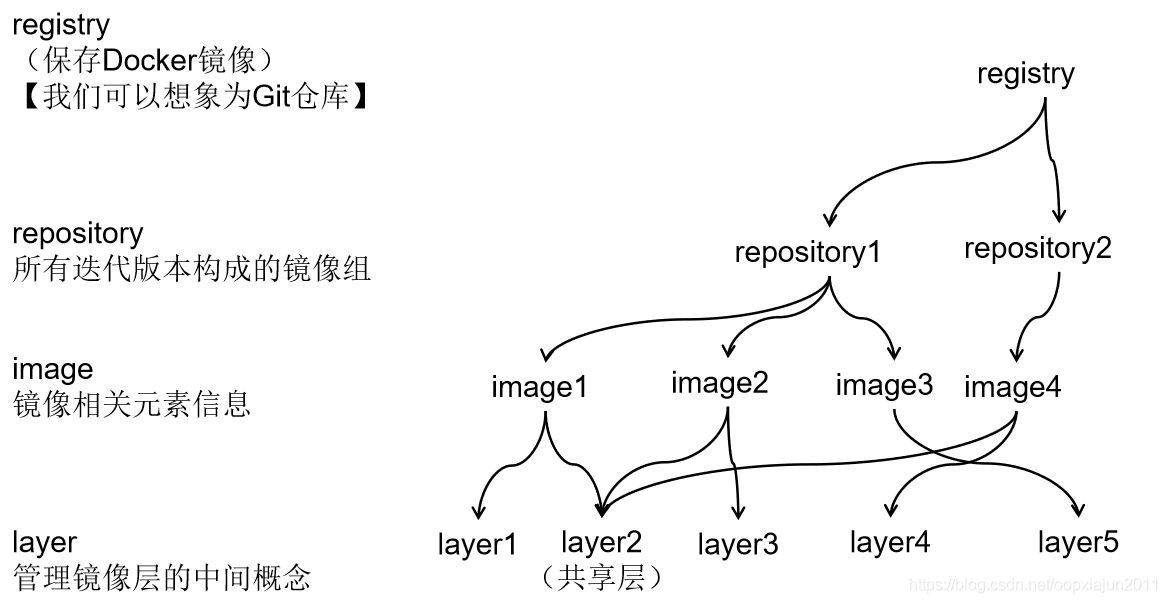 registry
（保存Docker镜像）
【我们可以想象为Git仓库】
registry
repository
所有迭代版本构成的镜像组
repository1
repository2
image
镜像相关元素信息
image1
image2
image3
image4
layer
管理镜像层的中间概念
layer1
layer2
（共享层）
layer3
layer4
layer5
https://blog.csdn.net/oopxiajun2011